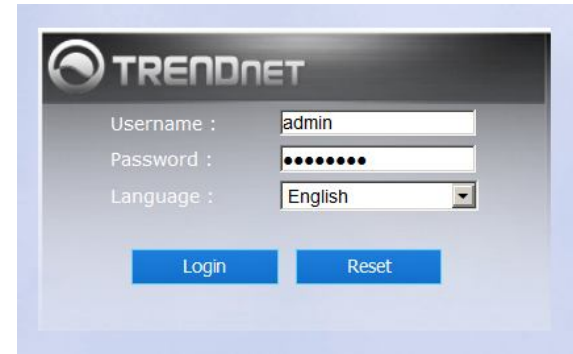 TRENDNET
Username : admin
Password : ••••••••
Language : English
Login Reset